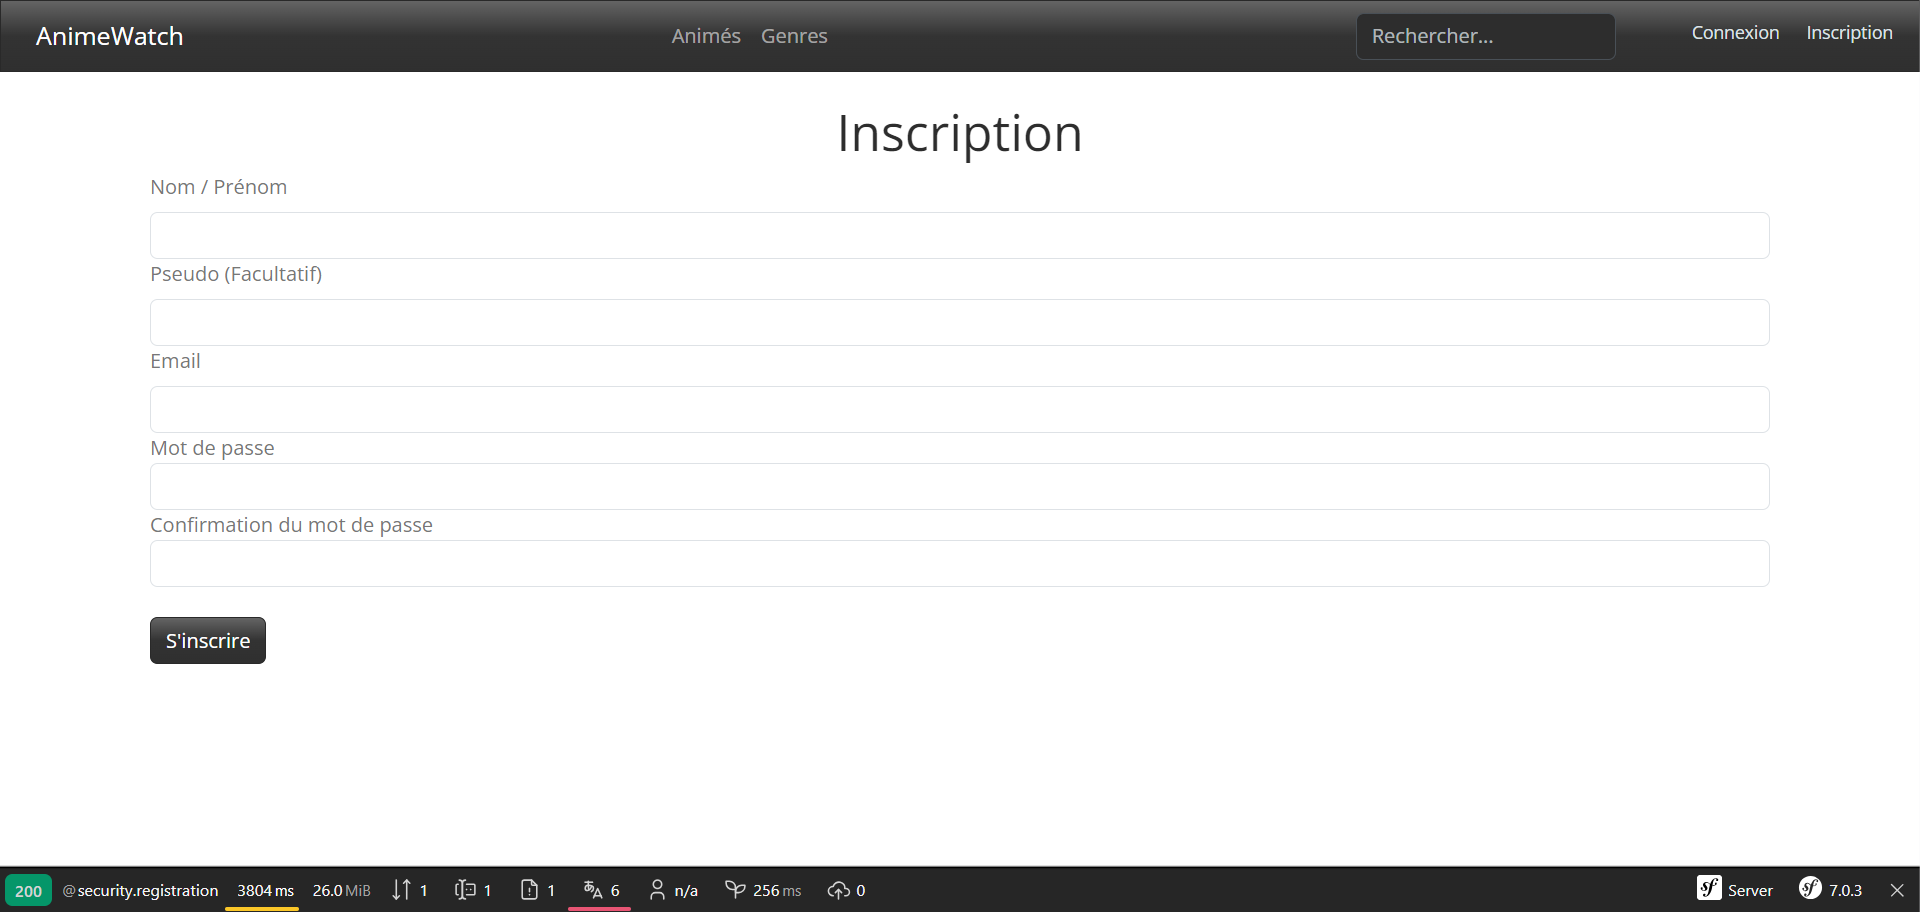 AnimeWatch Animés Genres Rechercher... Connexion Inscription
Inscription
Nom / Prénom
Pseudo (Facultatif)
Email
Mot de passe
Confirmation du mot de passe
S'inscrire
200 @security.registration 3804 ms 26.0 MiB 1 1 1 6 n/a 256 ms 0 sf Server sf 7.0.3